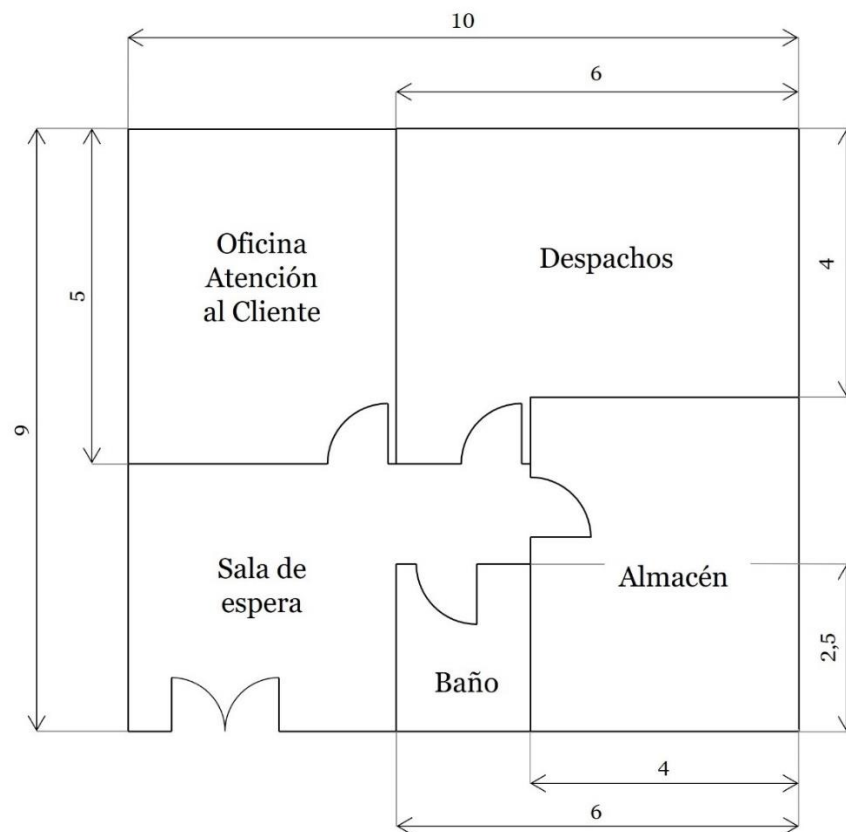 10
6
Oficina
Atención
al Cliente
Despachos
5
4
9
Sala de
espera
Almacén
Baño
2,5
4
6